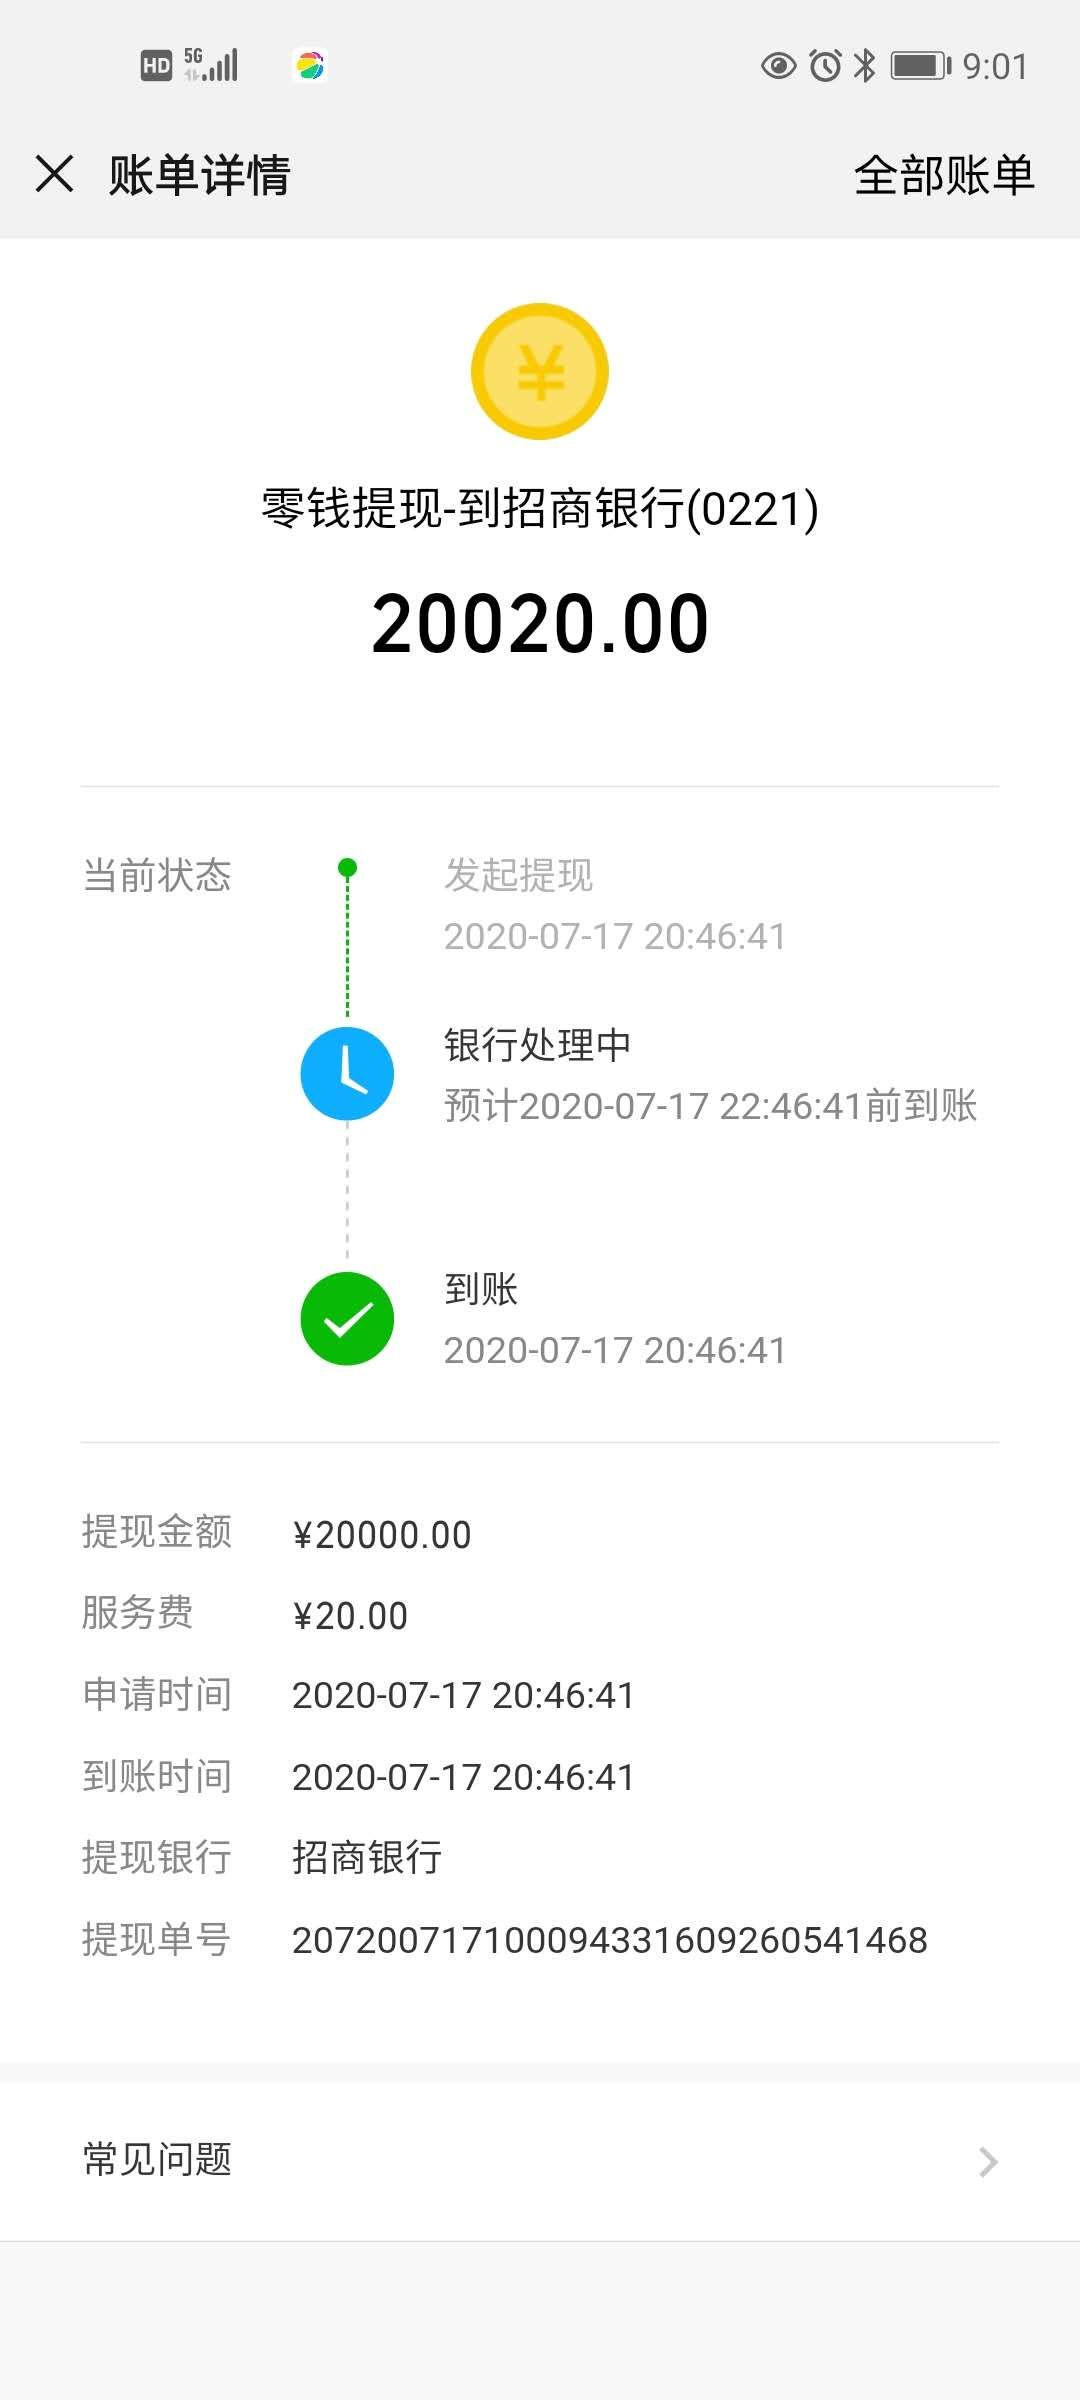 HD 5G 9:01
账单详情 全部账单
¥
零钱提现-到招商银行(0221)
20020.00
当前状态 发起提现
2020-07-17 20:46:41
银行处理中
预计2020-07-17 22:46:41前到账
到账
2020-07-17 20:46:41
提现金额 ¥20000.00
服务费 ¥20.00
申请时间 2020-07-17 20:46:41
到账时间 2020-07-17 20:46:41
提现银行 招商银行
提现单号 207200717100094331609260541468
常见问题